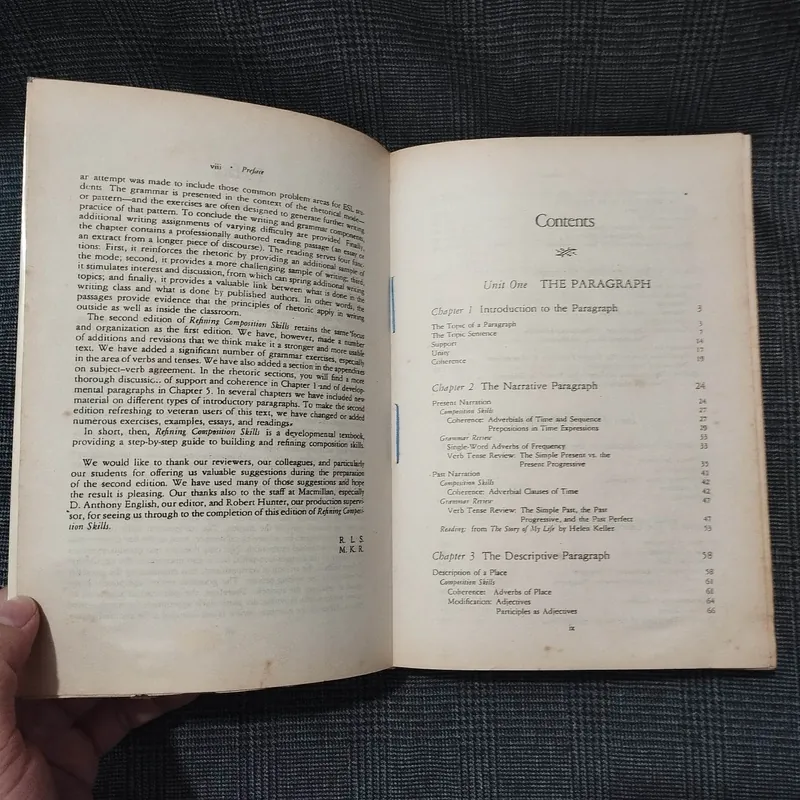 viii • Preface
ar attempt was made to include those common problem areas for ESL stu-
dents. The grammar is presented in the context of the rhetorical mode—
or pattern—and the exercises are often designed to generate further writing
practice of that pattern. To conclude the writing and grammar components,
additional writing assignments of varying difficulty are provided. Finally,
the chapter contains a professionally authored reading passage (an essay or
an extract from a longer piece of discourse). The reading serves four func-
tions: First, it reinforces the rhetoric by providing an additional sample of
the mode; second, it provides a more challenging sample of writing; third,
it stimulates interest and discussion, from which can spring additional writing
topics; and finally, it provides a valuable link between what is done in the
writing class and what is done by published authors. In other words, the
passages provide evidence that the principles of rhetoric apply in writing
outside as well as inside the classroom.
The second edition of Refining Composition Skills retains the same focus
and organization as the first edition. We have, however, made a number
of additions and revisions that we think make it a stronger and more usable
text. We have added a significant number of grammar exercises, especially
in the area of verbs and tenses. We have also added a section in the appendices
on subject–verb agreement. In the rhetoric sections, you will find a more
thorough discussic.. of support and coherence in Chapter 1 and of develop-
mental paragraphs in Chapter 5. In several chapters we have included new
material on different types of introductory paragraphs. To make the second
edition refreshing to veteran users of this text, we have changed or added
numerous exercises, examples, essays, and readings.
In short, then, Refining Composition Skills is a developmental textbook,
providing a step-by-step guide to building and refining composition skills.
We would like to thank our reviewers, our colleagues, and particularly
our students for offering us valuable suggestions during the preparation
of the second edition. We have used many of those suggestions and hope
the result is pleasing. Our thanks also to the staff at Macmillan, especially
D. Anthony English, our editor, and Robert Hunter, our production supervi-
sor, for seeing us through to the completion of this edition of Refining Composi-
tion Skills.
R. L. S.
M. K. R.
Contents
Unit One THE PARAGRAPH
Chapter 1 Introduction to the Paragraph 3
The Topic of a Paragraph 3
The Topic Sentence 7
Support 14
Unity 17
Coherence 19
Chapter 2 The Narrative Paragraph 24
Present Narration 24
Composition Skills 27
Coherence: Adverbials of Time and Sequence 27
Prepositions in Time Expressions 29
Grammar Review 33
Single-Word Adverbs of Frequency 33
Verb Tense Review: The Simple Present vs. the
Present Progressive 35
Past Narration 41
Composition Skills 42
Coherence: Adverbial Clauses of Time 42
Grammar Review 47
Verb Tense Review: The Simple Past, the Past
Progressive, and the Past Perfect 47
Reading: from The Story of My Life by Helen Keller 53
Chapter 3 The Descriptive Paragraph 58
Description of a Place 58
Composition Skills 61
Coherence: Adverbs of Place 61
Modification: Adjectives 64
Participles as Adjectives 66
ix